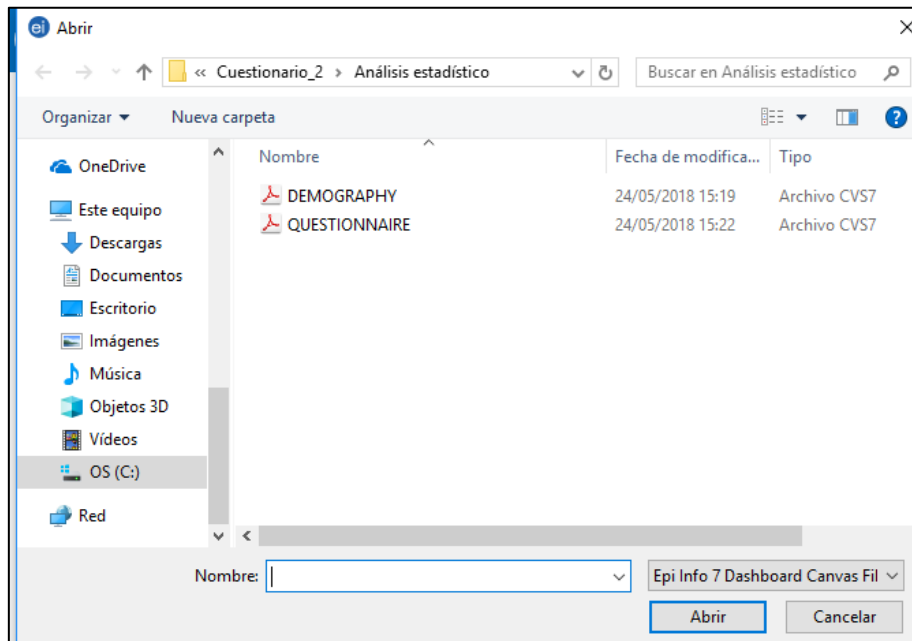 ei Abrir
« Cuestionario_2 > Análisis estadístico Buscar en Análisis estadístico
Organizar Nueva carpeta ?
Nombre Fecha de modifica... Tipo
OneDrive
Este equipo
Descargas
Documentos
Escritorio
Imágenes
Música
Objetos 3D
Vídeos
OS (C:)
Red
DEMOGRAPHY 24/05/2018 15:19 Archivo CVS7
QUESTIONNAIRE 24/05/2018 15:22 Archivo CVS7
Nombre: Epi Info 7 Dashboard Canvas Fil
Abrir Cancelar